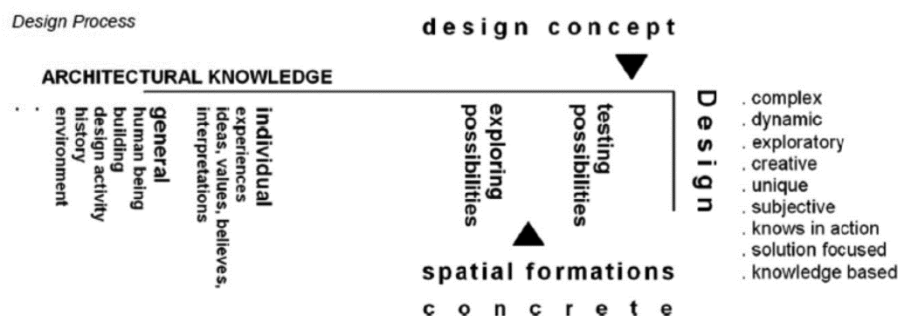 Design Process
design concept
ARCHITECTURAL KNOWLEDGE
. .
general
human being
building
design activity
history
environment
individual
experiences
ideas, values, believes,
interpretations
exploring
possibilities
testing
possibilities
Design
. complex
. dynamic
. exploratory
. creative
. unique
. subjective
. knows in action
. solution focused
. knowledge based
spatial formations
concrete